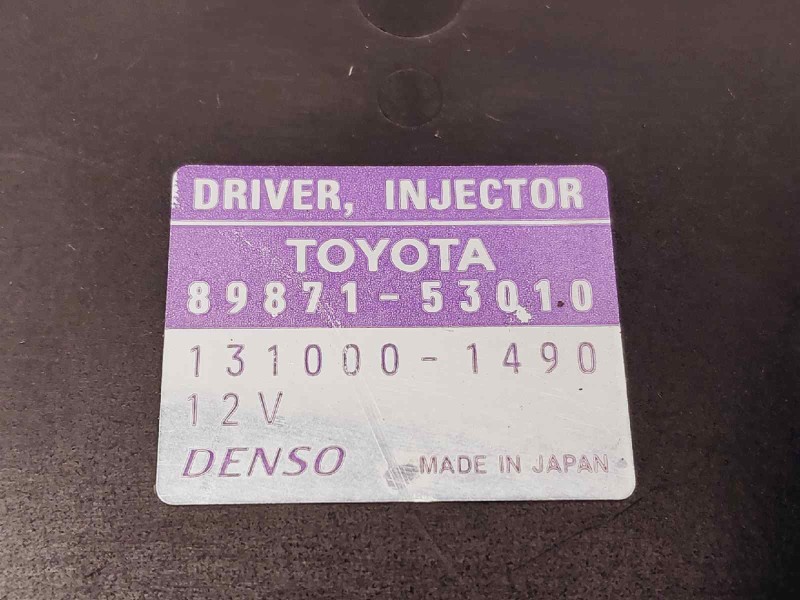 DRIVER, INJECTOR
TOYOTA
89871-53010
131000-1490
12V
DENSO MADE IN JAPAN